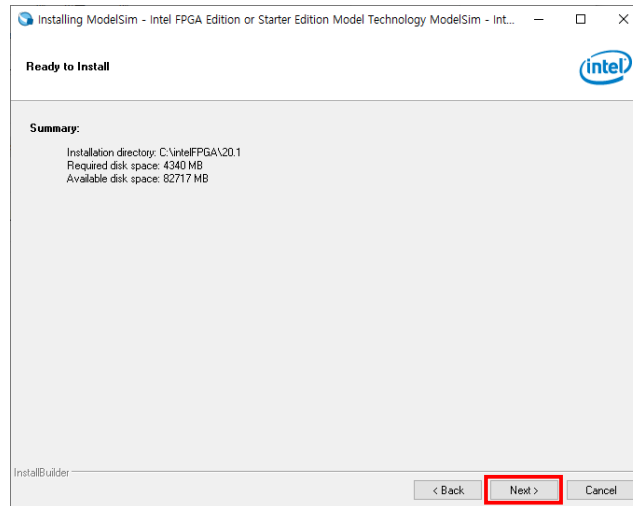 Installing ModelSim - Intel FPGA Edition or Starter Edition Model Technology ModelSim - Int...
Ready to Install
intel
Summary:
Installation directory: C:\intelFPGA\20.1
Required disk space: 4340 MB
Available disk space: 82717 MB
InstallBuilder
< Back Next > Cancel